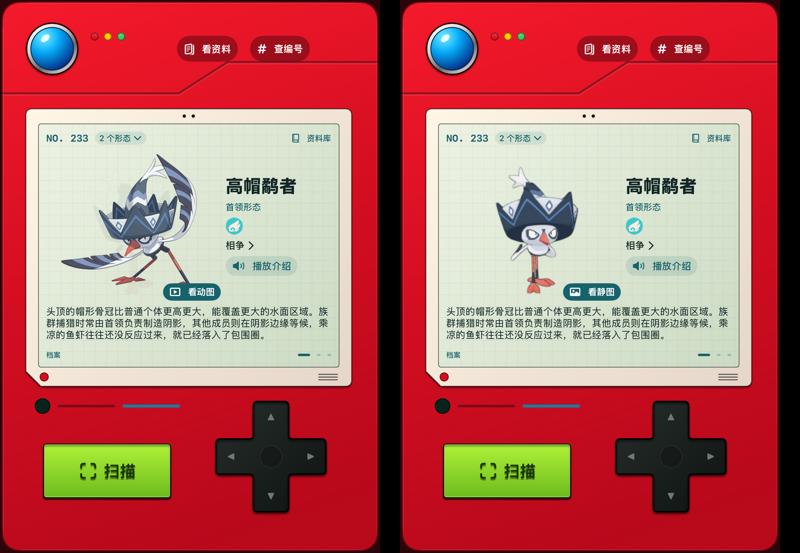 看资料
# 查编号
NO. 233
2 个形态
资料库
高帽鹬者
首领形态
相争
播放介绍
看动图
头顶的帽形骨冠比普通个体更高更大，能覆盖更大的水面区域。族
群捕猎时常由首领负责制造阴影，其他成员则在阴影边缘等候，乘
凉的鱼虾往往还没反应过来，就已经落入了包围圈。
档案
扫描
看资料
# 查编号
NO. 233
2 个形态
资料库
高帽鹬者
首领形态
相争
播放介绍
看静图
头顶的帽形骨冠比普通个体更高更大，能覆盖更大的水面区域。族
群捕猎时常由首领负责制造阴影，其他成员则在阴影边缘等候，乘
凉的鱼虾往往还没反应过来，就已经落入了包围圈。
档案
扫描